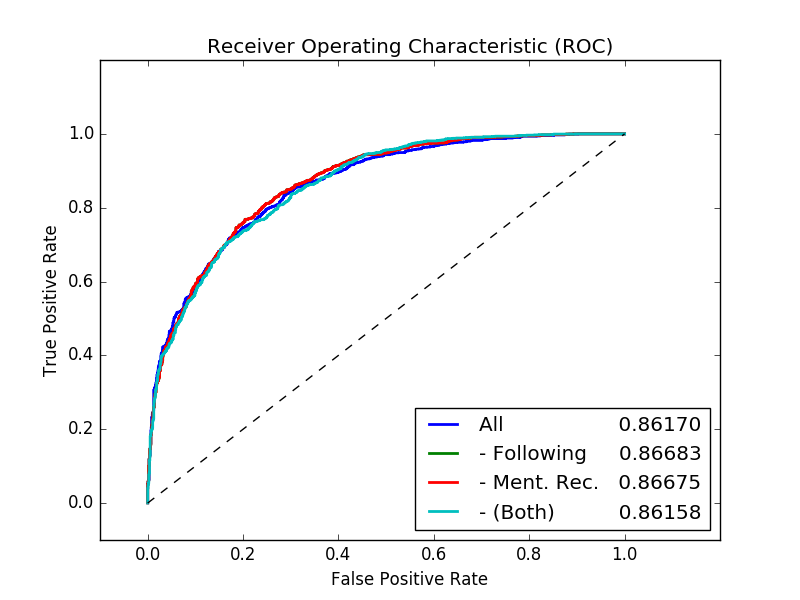 Receiver Operating Characteristic (ROC)
True Positive Rate
1.0
0.8
0.6
0.4
0.2
0.0
All 0.86170
- Following 0.86683
- Ment. Rec. 0.86675
- (Both) 0.86158
0.0 0.2 0.4 0.6 0.8 1.0
False Positive Rate